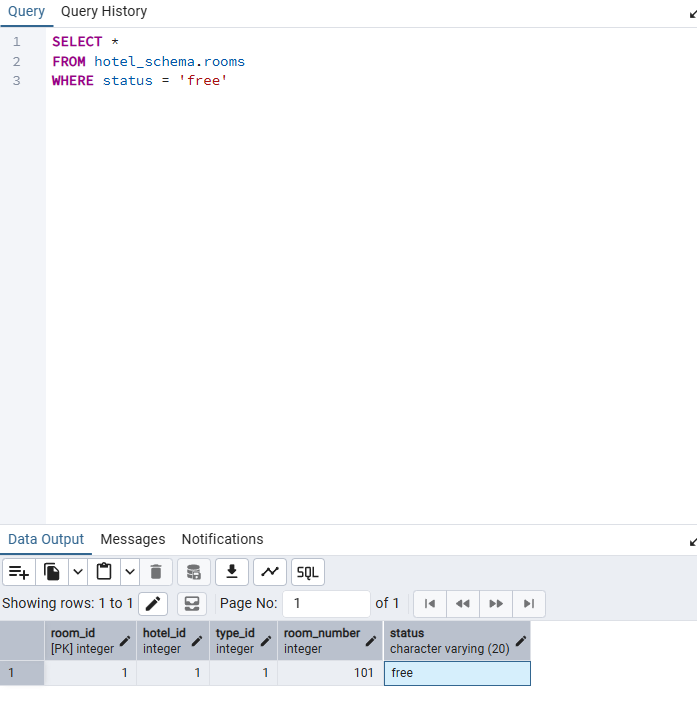 Query Query History
1 SELECT *
2 FROM hotel_schema.rooms
3 WHERE status = 'free'
Data Output Messages Notifications
SQL
Showing rows: 1 to 1 Page No: 1 of 1
room_id hotel_id type_id room_number status
[PK] integer integer integer integer character varying (20)
1 1 1 1 101 free